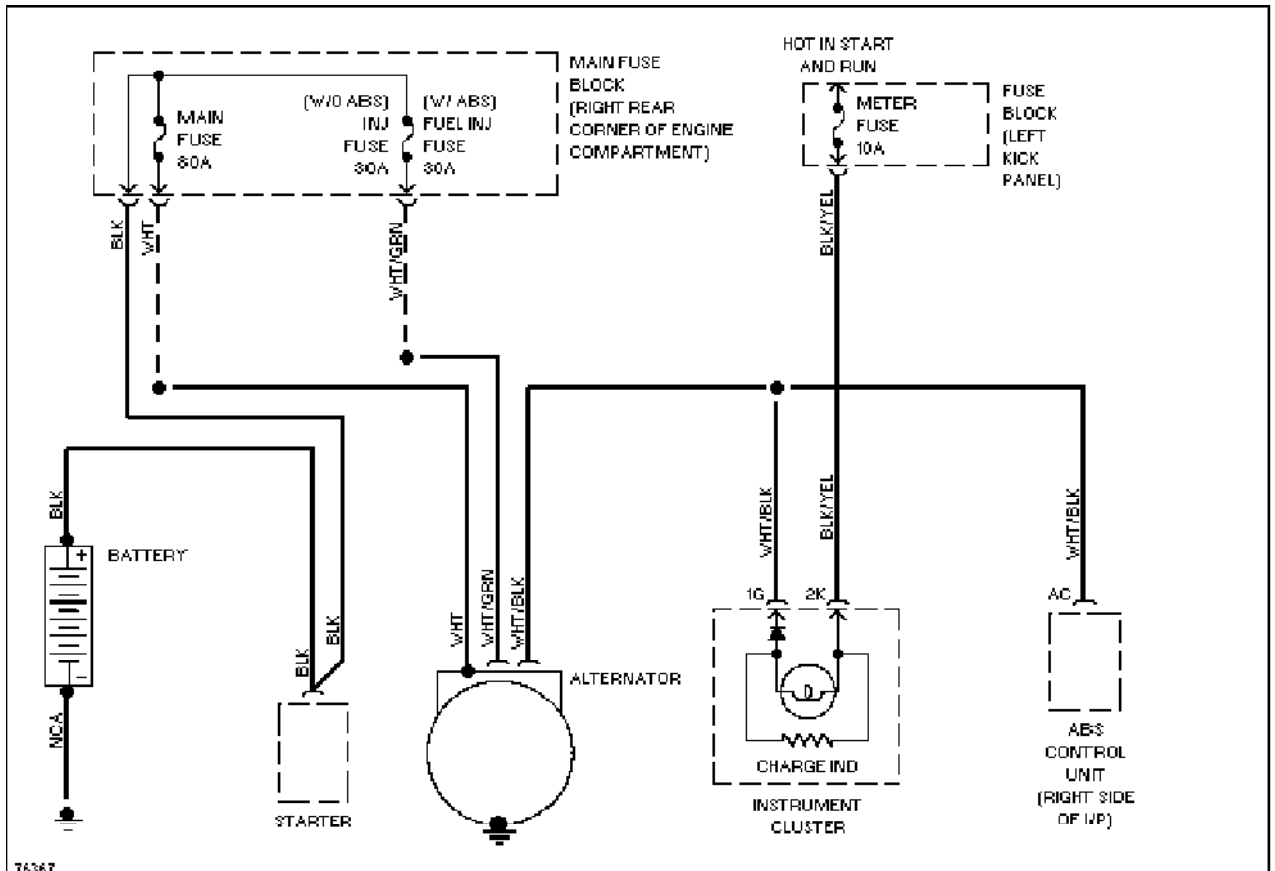 HOT IN START
AND RUN
MAIN FUSE
BLOCK
(RIGHT REAR
CORNER OF ENGINE
COMPARTMENT)
MAIN
FUSE
80A
(W/O ABS)
INJ
FUSE
30A
(W/ ABS)
FUEL INJ
FUSE
30A
METER
FUSE
10A
FUSE
BLOCK
(LEFT
KICK
PANEL)
BLK
WHT
WHT/GRN
BLK/YEL
BLK
BATTERY
+
-
NCA
BLK
BLK
STARTER
WHT
WHT/GRN
WHT/BLK
ALTERNATOR
WHT/BLK
BLK/YEL
1G
2K
CHARGE IND
INSTRUMENT
CLUSTER
WHT/BLK
AC
ABS
CONTROL
UNIT
(RIGHT SIDE
OF I/P)
76367